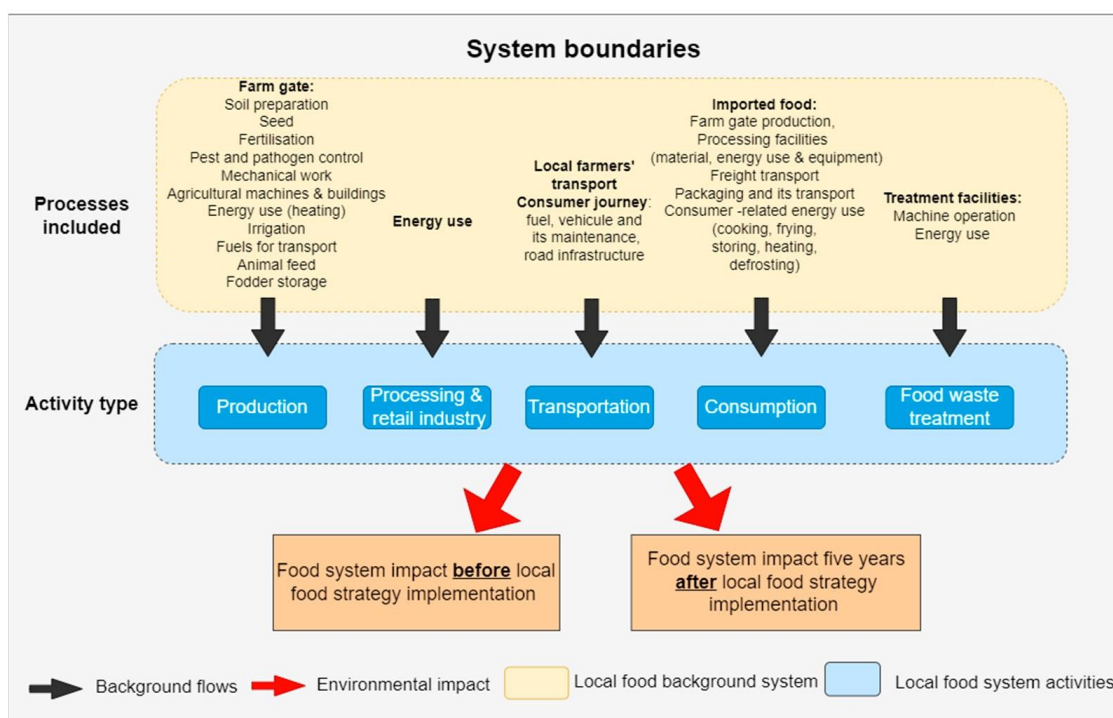 System boundaries
Processes
included
Farm gate:
Soil preparation
Seed
Fertilisation
Pest and pathogen control
Mechanical work
Agricultural machines & buildings
Energy use (heating)
Irrigation
Fuels for transport
Animal feed
Fodder storage
Energy use
Local farmers'
transport
Consumer journey:
fuel, vehicule and
its maintenance,
road infrastructure
Imported food:
Farm gate production,
Processing facilities
(material, energy use & equipment)
Freight transport
Packaging and its transport
Consumer -related energy use
(cooking, frying,
storing, heating,
defrosting)
Treatment facilities:
Machine operation
Energy use
Activity type
Production
Processing &
retail industry
Transportation
Consumption
Food waste
treatment
Food system impact before local
food strategy implementation
Food system impact five years
after local food strategy
implementation
Background flows
Environmental impact
Local food background system
Local food system activities